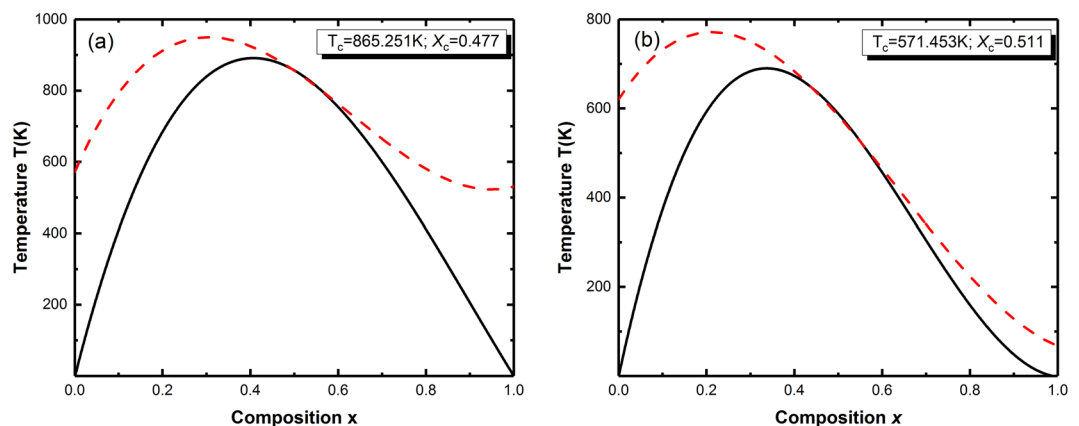 (a)
T_c=865.251K; X_c=0.477
1000
800
600
400
200
0.0 0.2 0.4 0.6 0.8 1.0
Temperature T(K)
Composition x
(b)
T_c=571.453K; X_c=0.511
800
600
400
200
0.0 0.2 0.4 0.6 0.8 1.0
Temperature T(K)
Composition x